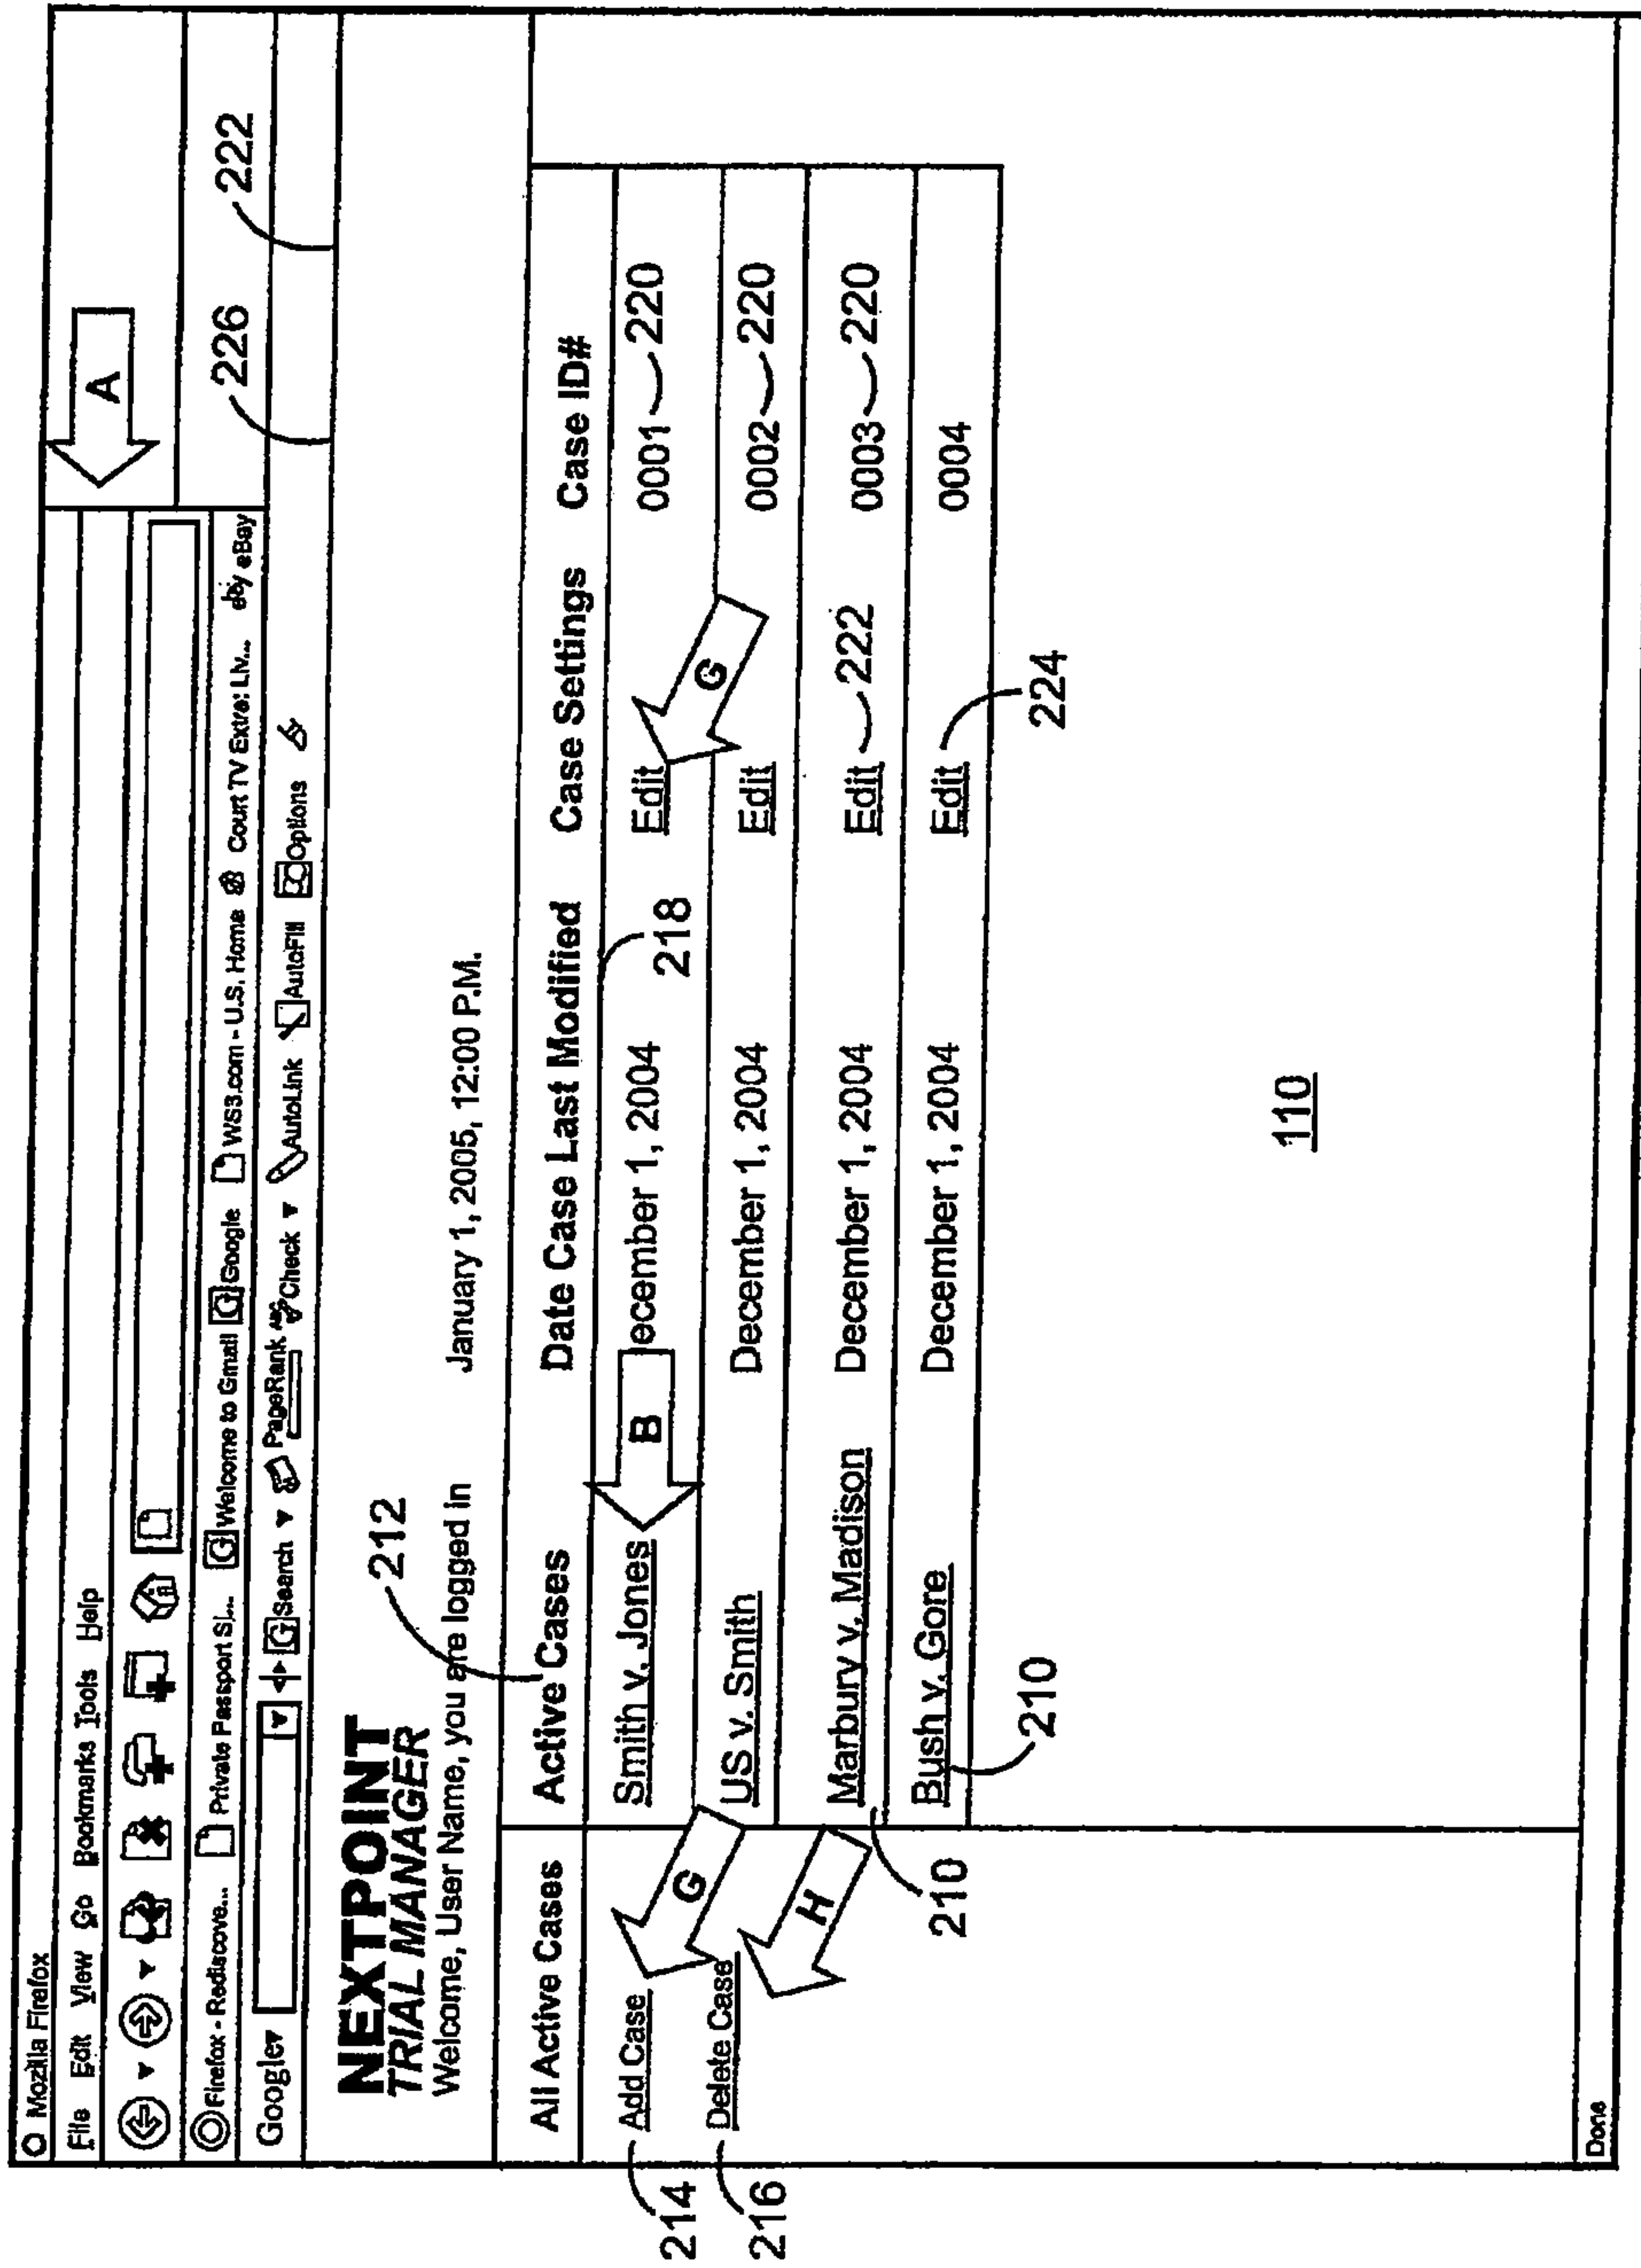 Mozilla Firefox
File Edit View Go Bookmarks Tools Help
A
Firefox - Rediscove... Private Passport Si... G Welcome to Gmail G Google WS3.com - U.S. Home Court TV Extra: Liv... eBay
Google G Search PageRank ABC Check AutoLink AutoFill Options
226 222
NEXTPOINT
TRIAL MANAGER
Welcome, User Name, you are logged in January 1, 2005, 12:00 P.M.
212
All Active Cases Active Cases Date Case Last Modified Case Settings Case ID#
214 Add Case G Smith v. Jones B ecember 1, 2004 218 Edit G 0001 220
216 Delete Case H US v. Smith December 1, 2004 Edit 0002 220
210 Marbury v. Madison December 1, 2004 Edit 222 0003 220
Bush v. Gore December 1, 2004 Edit 0004
210 224
110
Done